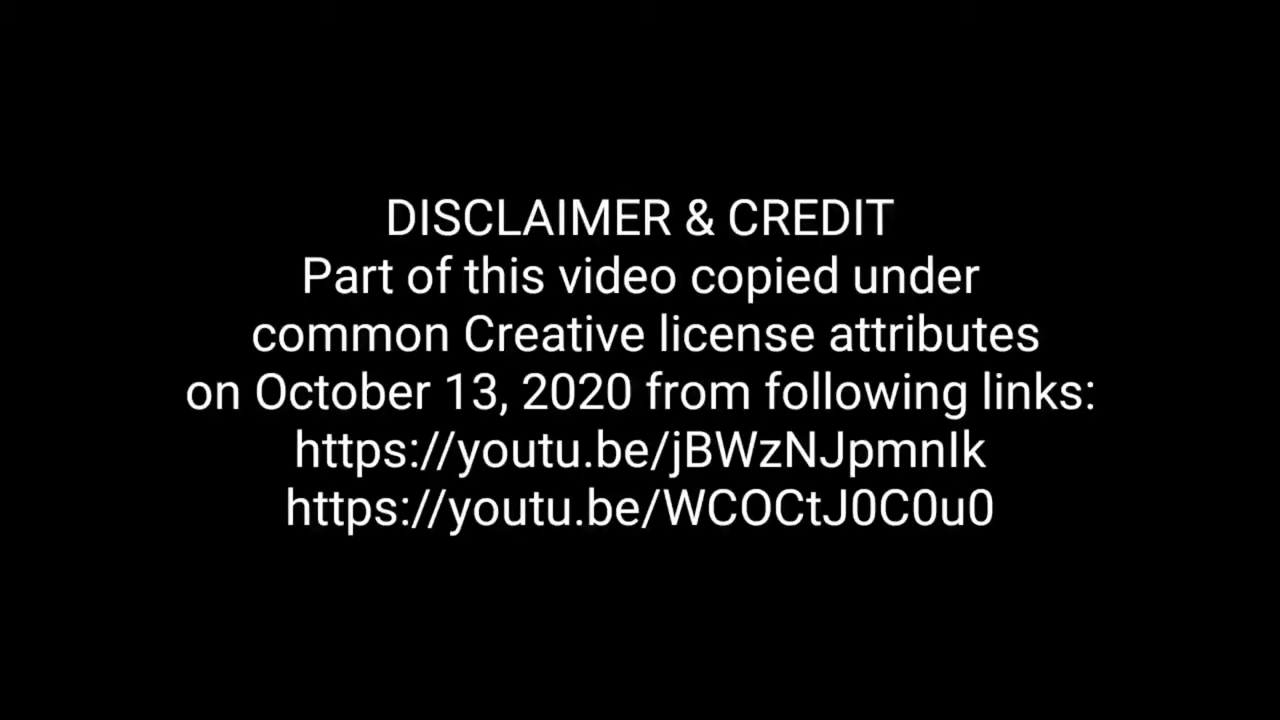 DISCLAIMER & CREDIT
Part of this video copied under
common Creative license attributes
on October 13, 2020 from following links:
https://youtu.be/jBWzNJpmnIk
https://youtu.be/WCOCtJ0C0u0